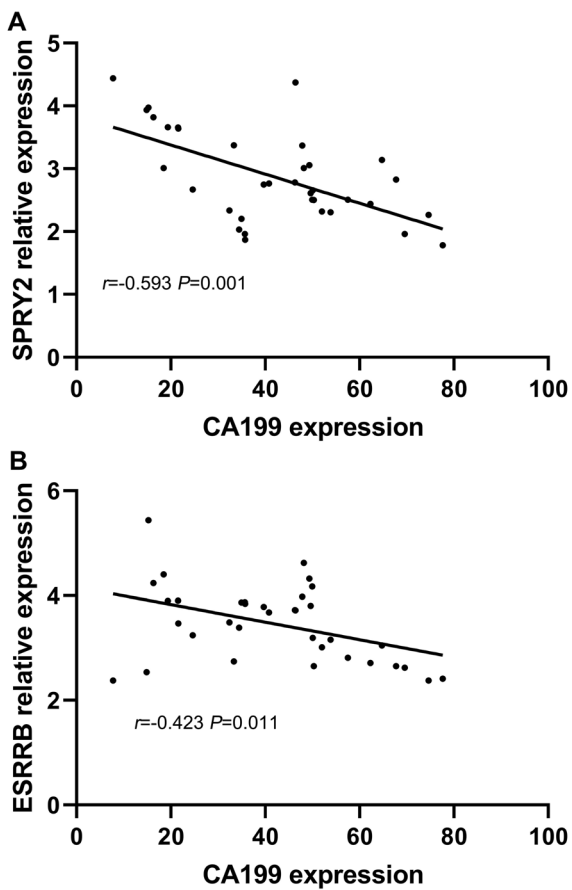 A
SPRY2 relative expression
5
4
3
2
1
0
r=-0.593 P=0.001
0 20 40 60 80 100
CA199 expression
B
ESRRB relative expression
6
4
2
0
r=-0.423 P=0.011
0 20 40 60 80 100
CA199 expression